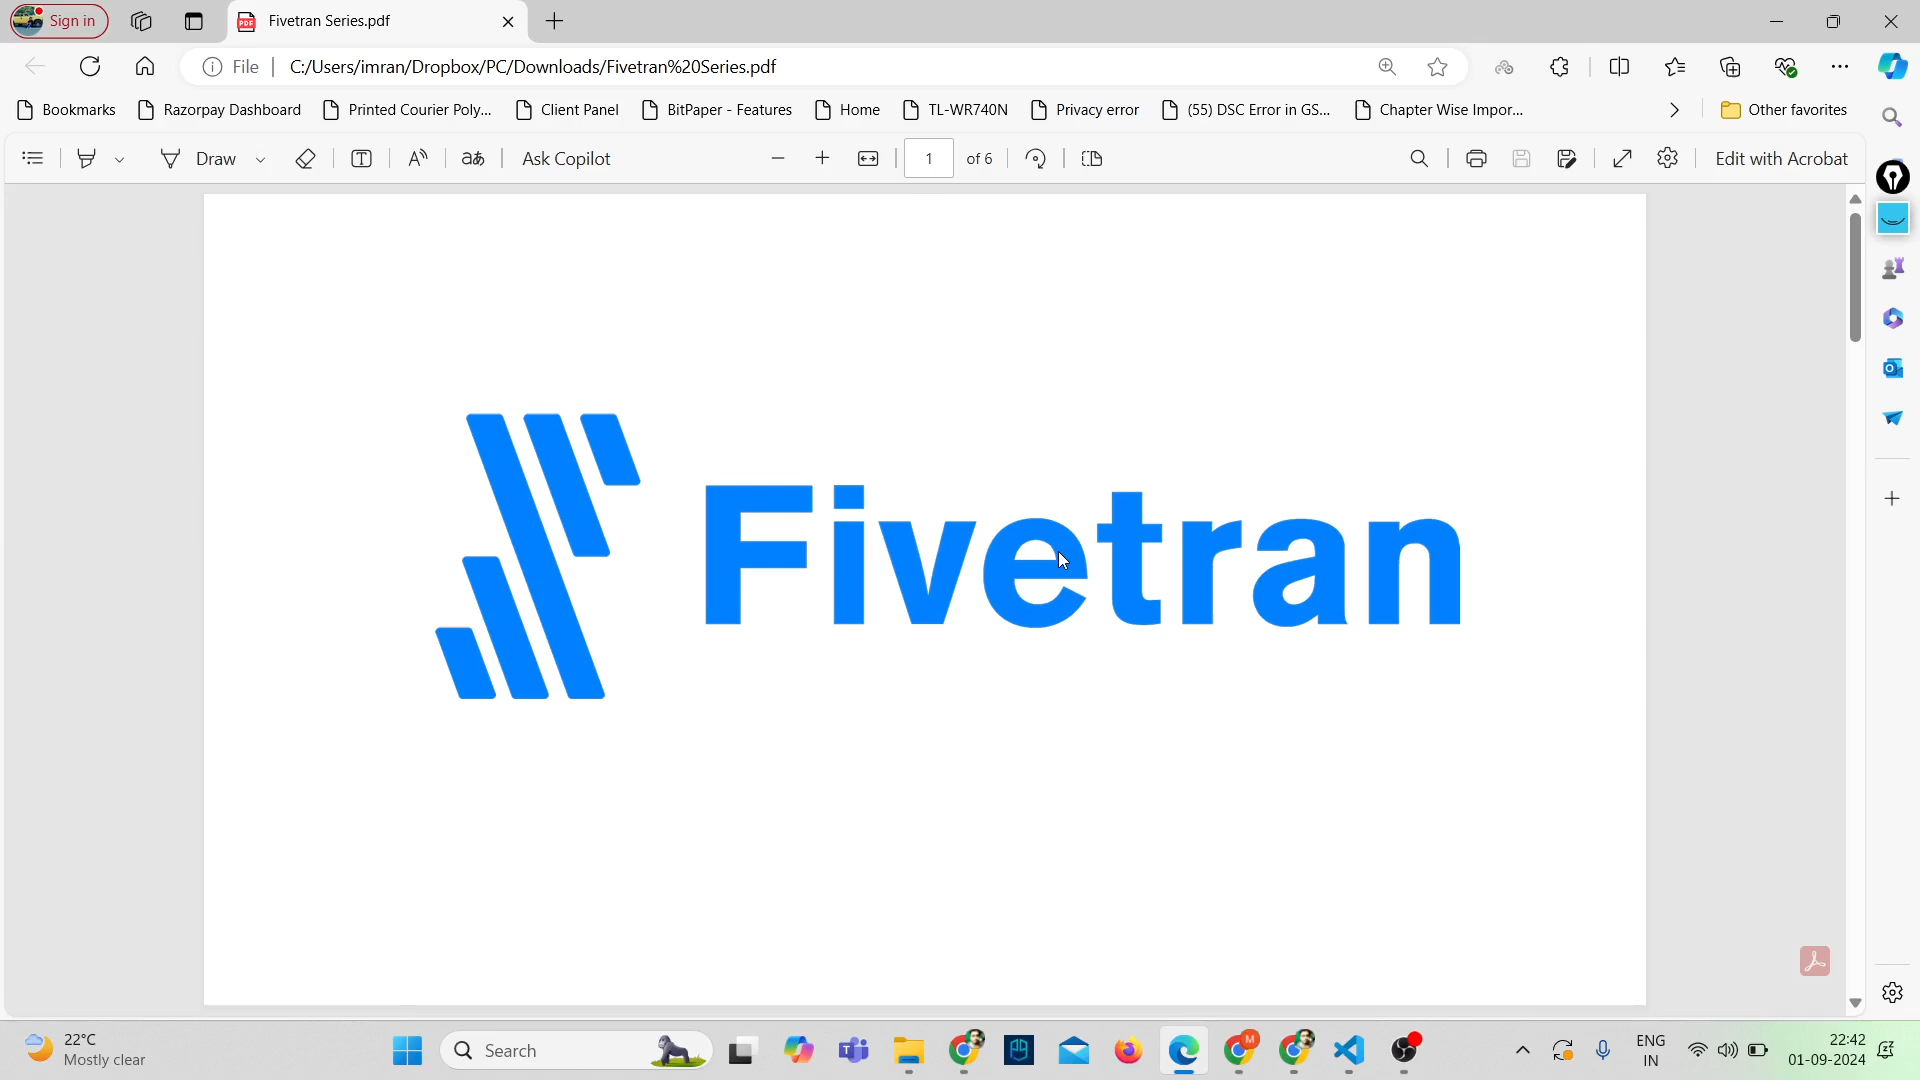 Sign in
Fivetran Series.pdf
File
C:/Users/imran/Dropbox/PC/Downloads/Fivetran%20Series.pdf
Bookmarks
Razorpay Dashboard
Printed Courier Poly...
Client Panel
BitPaper - Features
Home
TL-WR740N
Privacy error
(55) DSC Error in GS...
Chapter Wise Impor...
Other favorites
Draw
Ask Copilot
1 of 6
Edit with Acrobat
Fivetran
22°C
Mostly clear
Search
ENG
IN
22:42
01-09-2024